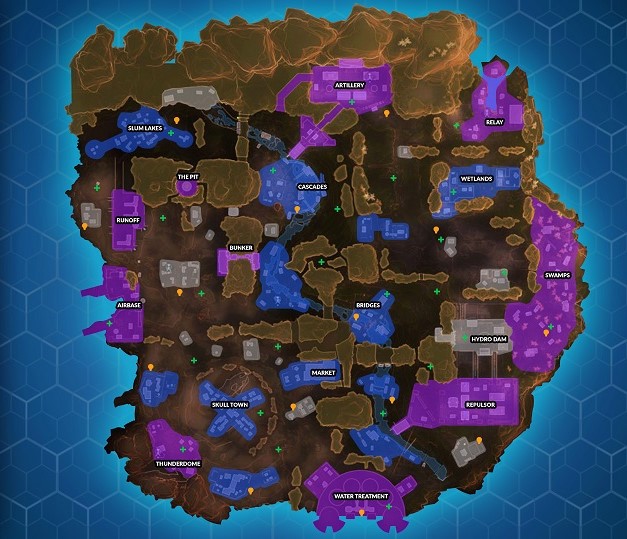 ARTILLERY
RELAY
SLUM LAKES
THE PIT
CASCADES
WETLANDS
RUNOFF
BUNKER
SWAMPS
AIRBASE
BRIDGES
HYDRO DAM
MARKET
SKULL TOWN
REPULSOR
THUNDERDOME
WATER TREATMENT